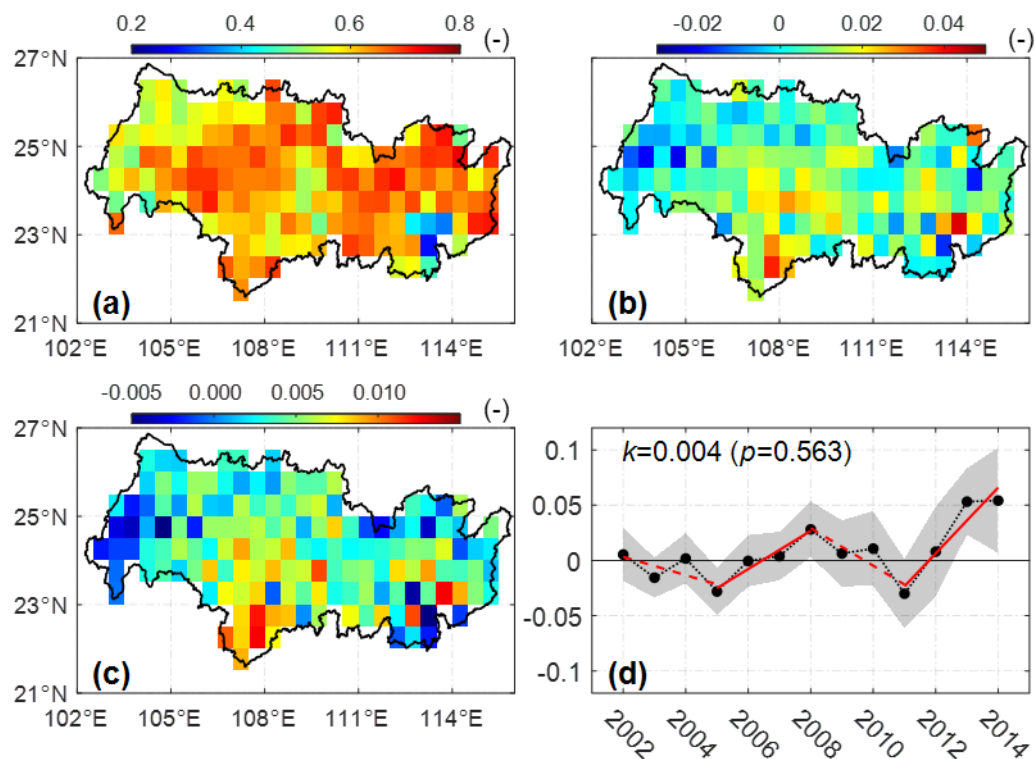 0.2 0.4 0.6 0.8 (-)
27°N
25°N
23°N
21°N
(a)
102°E 105°E 108°E 111°E 114°E
-0.02 0 0.02 0.04 (-)
(b)
102°E 105°E 108°E 111°E 114°E
-0.005 0.000 0.005 0.010 (-)
27°N
25°N
23°N
21°N
(c)
102°E 105°E 108°E 111°E 114°E
k=0.004 (p=0.563)
0.1
0.05
0
-0.05
-0.1
(d)
2002 2004 2006 2008 2010 2012 2014